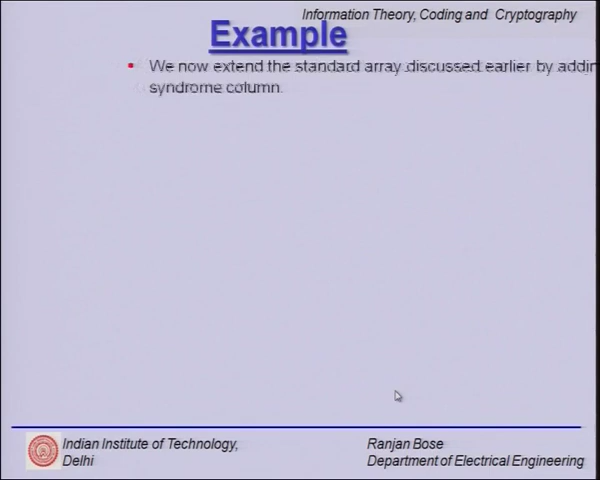 Information Theory, Coding and Cryptography
Example
We now extend the standard array discussed earlier by addin
syndrome column.
Indian Institute of Technology,
Delhi
Ranjan Bose
Department of Electrical Engineering